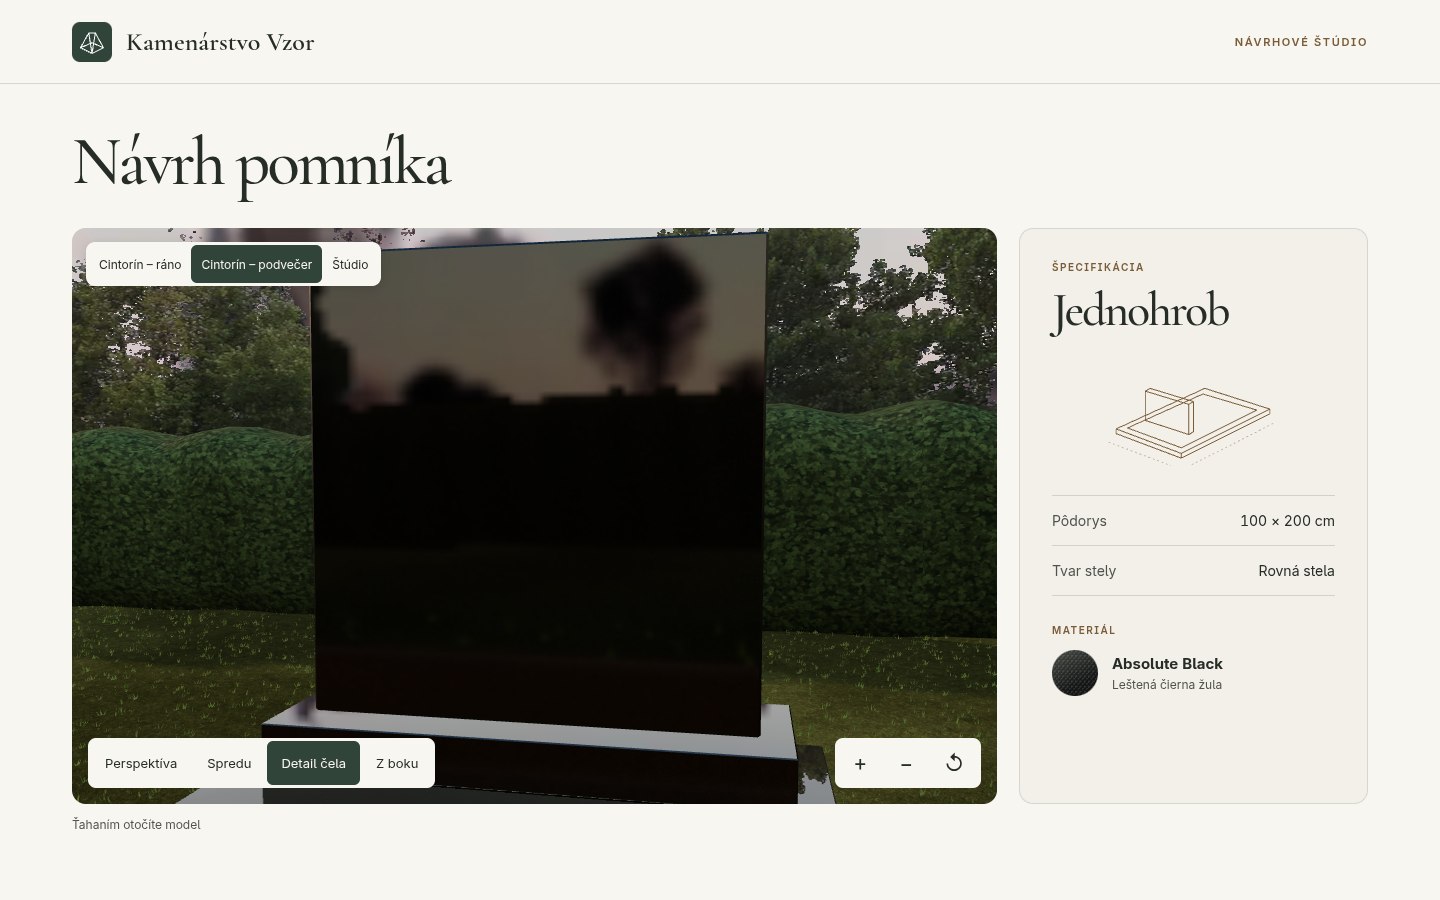 Kamenárstvo Vzor
NÁVRHOVÉ ŠTÚDIO
Návrh pomníka
Cintorín – ráno
Cintorín – podvečer
Štúdio
Perspektíva
Spredu
Detail čela
Z boku
+
−
Ťahaním otočíte model
ŠPECIFIKÁCIA
Jednohrob
Pôdorys
100 × 200 cm
Tvar stely
Rovná stela
MATERIÁL
Absolute Black
Leštená čierna žula